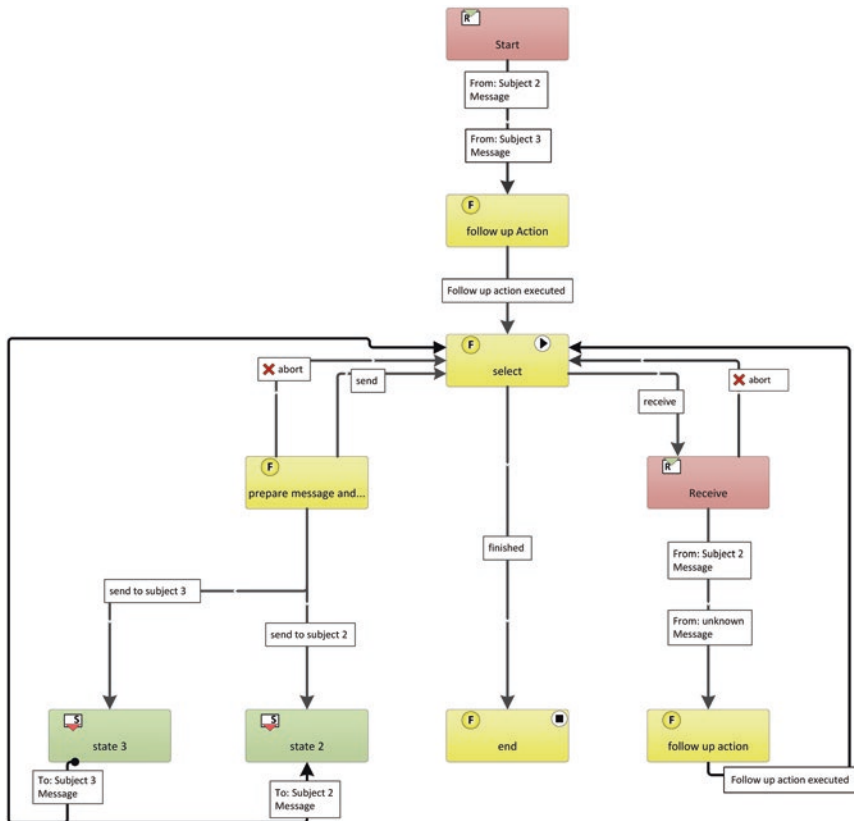 R
Start
From: Subject 2
Message
From: Subject 3
Message
F
follow up Action
Follow up action executed
F
select
abort
send
receive
abort
F
prepare message and...
R
Receive
finished
From: Subject 2
Message
send to subject 3
send to subject 2
From: unknown
Message
S
state 3
S
state 2
F
end
F
follow up action
To: Subject 3
Message
To: Subject 2
Message
Follow up action executed